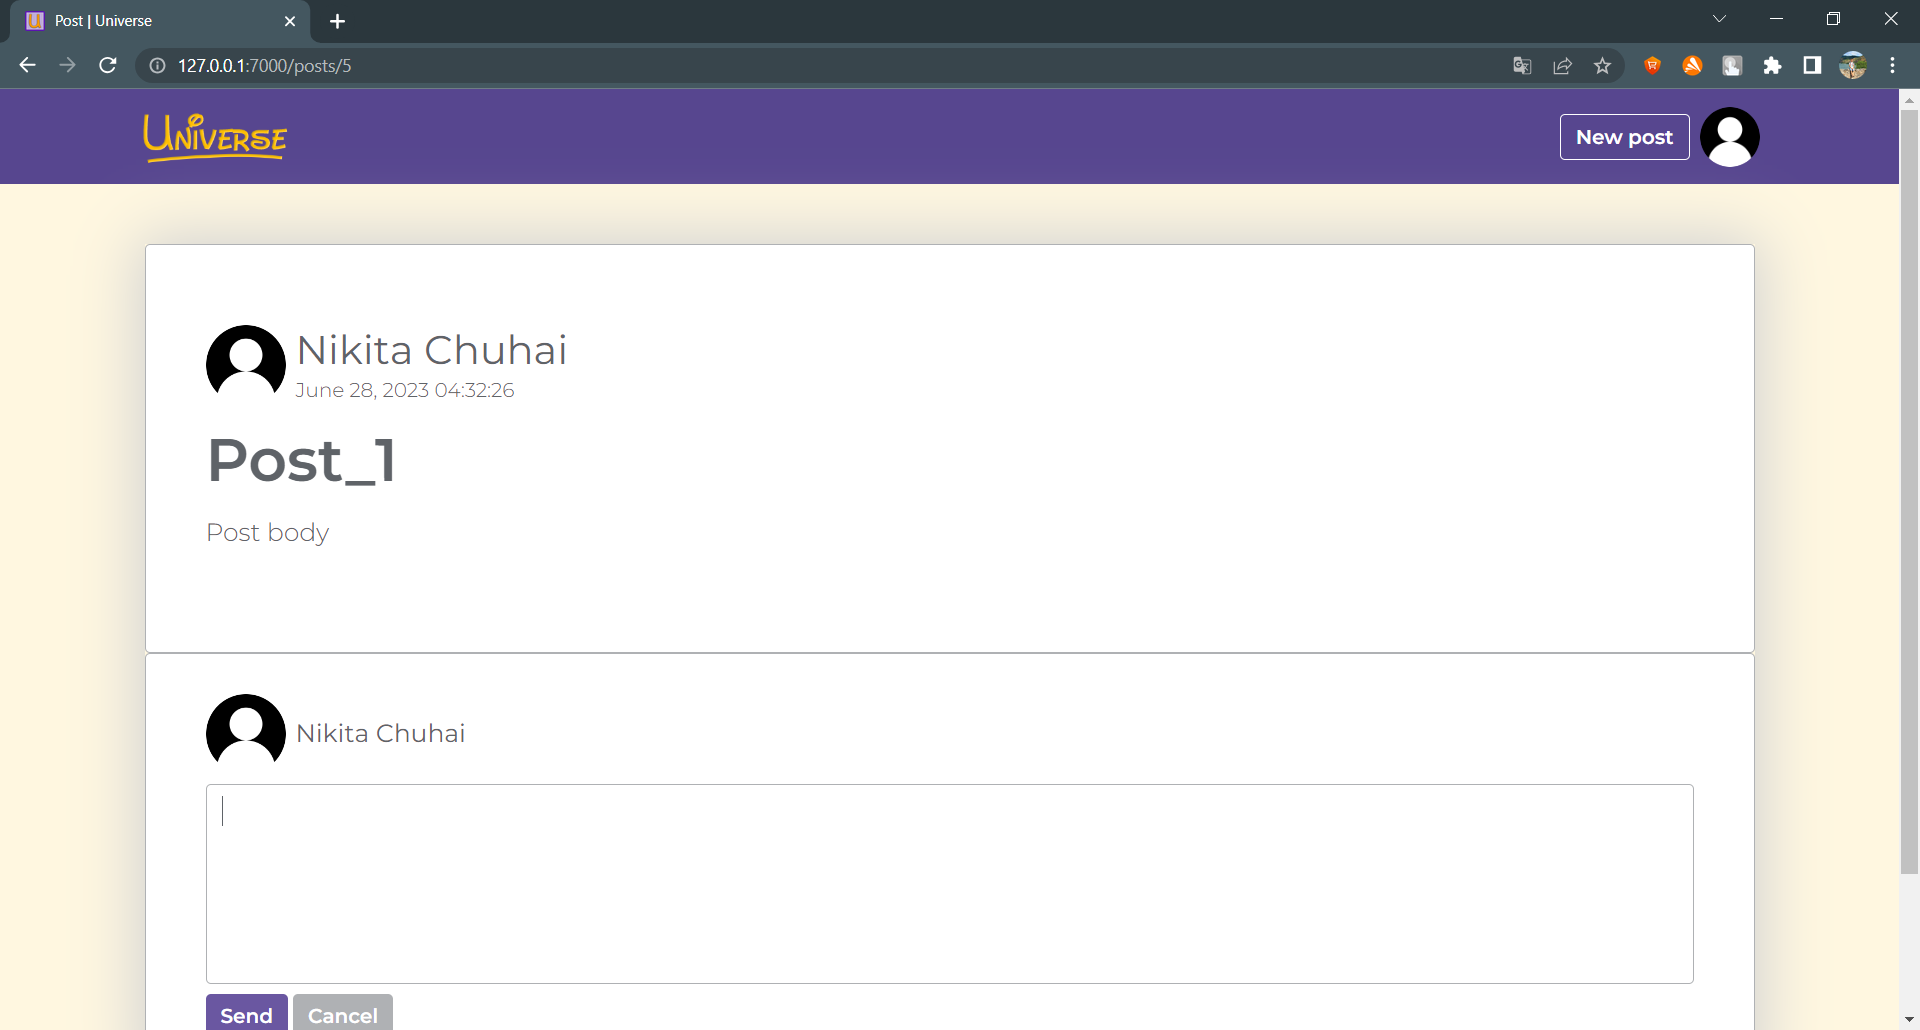 Post | Universe
127.0.0.1:7000/posts/5
UNIVERSE
New post
Nikita Chuhai
June 28, 2023 04:32:26
Post_1
Post body
Nikita Chuhai
Send Cancel